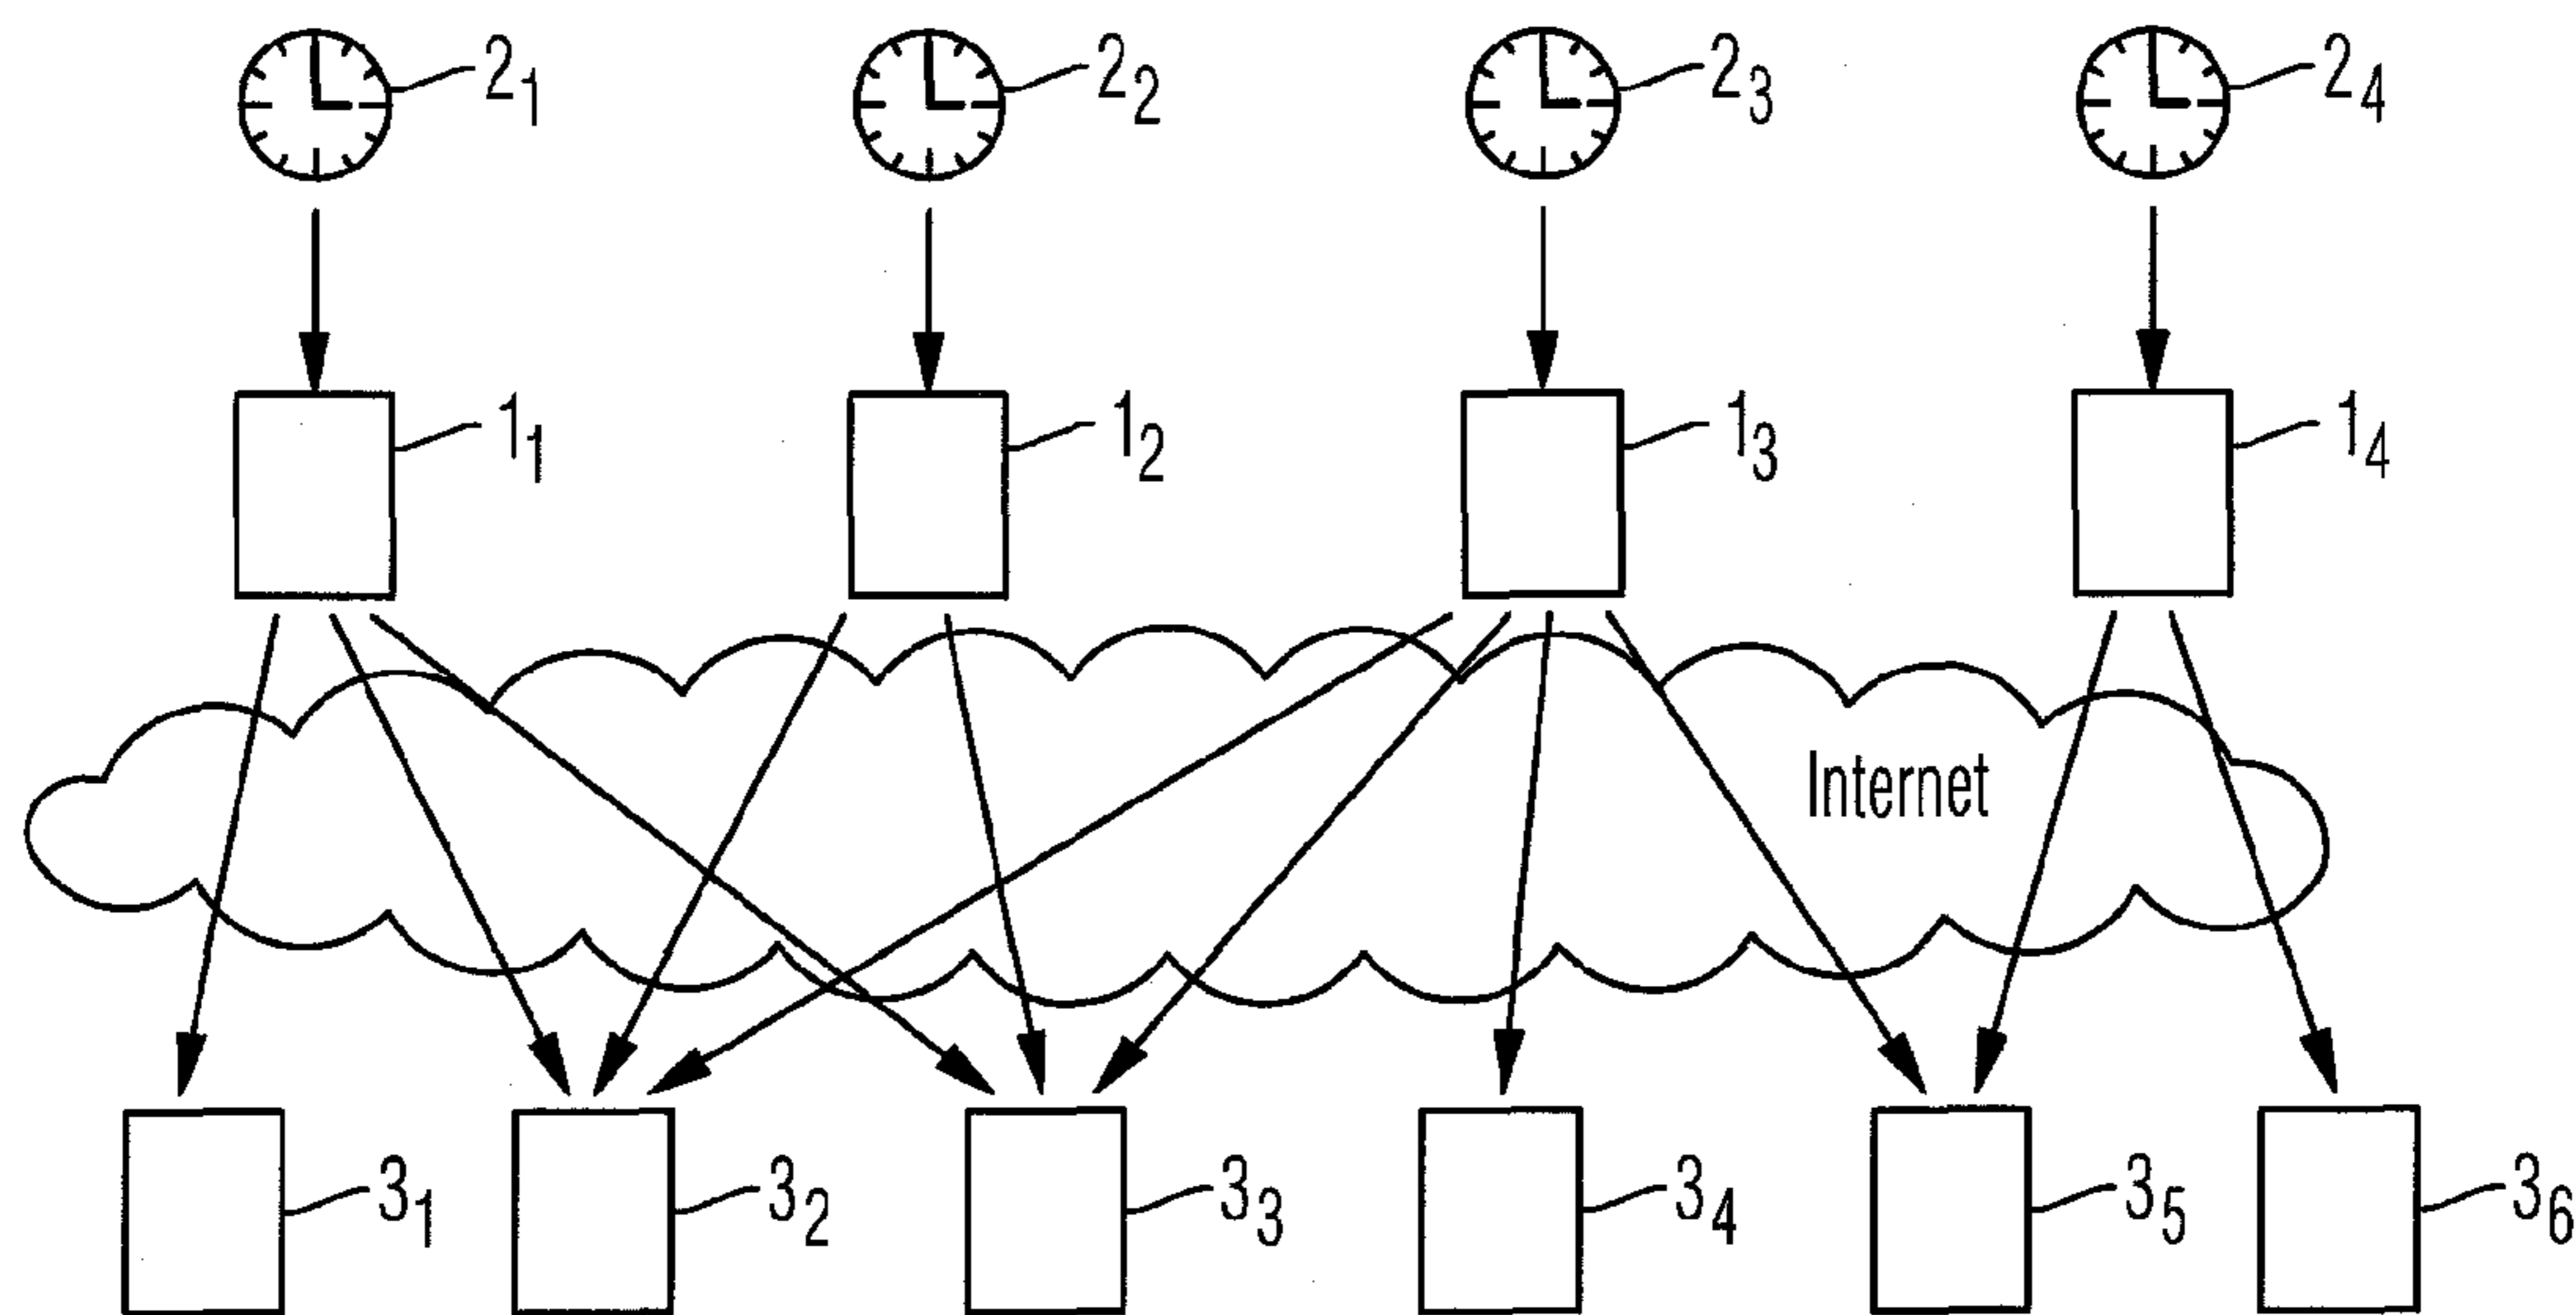 2₁ 2₂ 2₃ 2₄
1₁ 1₂ 1₃ 1₄
Internet
3₁ 3₂ 3₃ 3₄ 3₅ 3₆